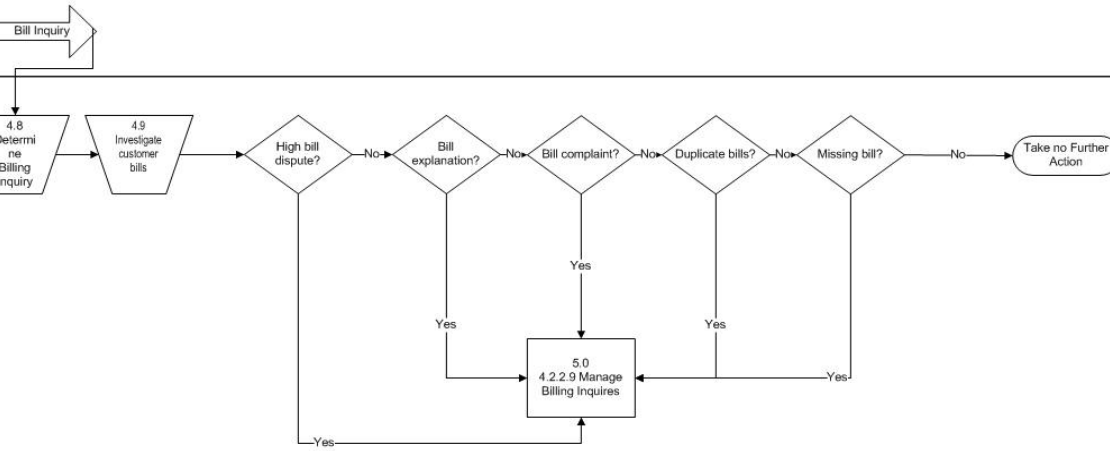 Bill Inquiry
4.8
Determi
ne
Billing
Inquiry
4.9
Investigate
customer
bills
High bill
dispute?
No
Bill
explanation?
No
Bill complaint?
No
Duplicate bills?
No
Missing bill?
No
Take no Further
Action
Yes
Yes
Yes
5.0
4.2.2.9 Manage
Billing Inquires
Yes
Yes